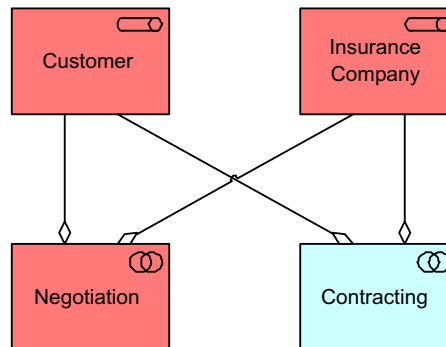 Customer
Insurance
Company
Negotiation
Contracting